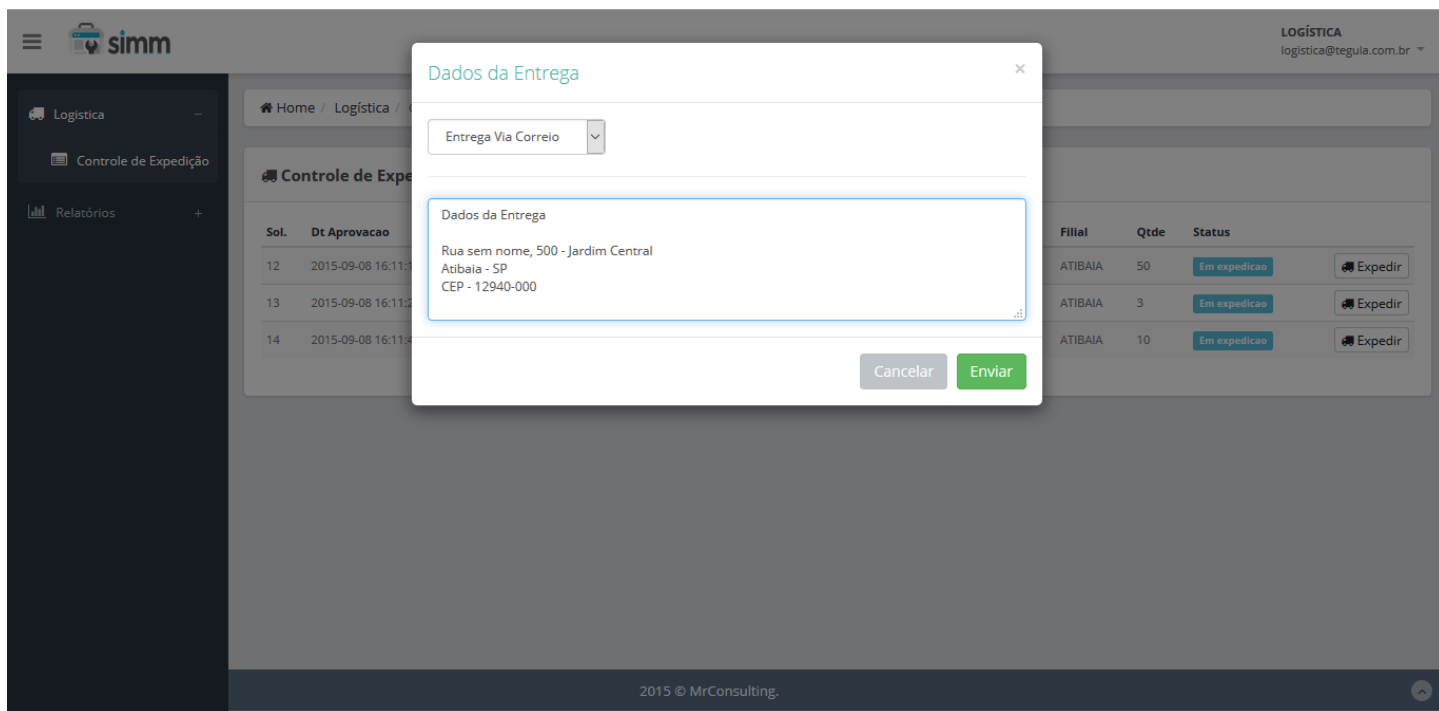 simm
LOGÍSTICA
logistica@tegula.com.br
Logistica
Controle de Expedição
Relatórios
Home / Logística /
Controle de Expe
Dados da Entrega
×
Entrega Via Correio
Dados da Entrega
Rua sem nome, 500 - Jardim Central
Atibaia - SP
CEP - 12940-000
Cancelar Enviar
Sol. Dt Aprovacao Filial Qtde Status
12 2015-09-08 16:11:1 ATIBAIA 50 Em expedicao Expedir
13 2015-09-08 16:11:2 ATIBAIA 3 Em expedicao Expedir
14 2015-09-08 16:11:4 ATIBAIA 10 Em expedicao Expedir
2015 © MrConsulting.